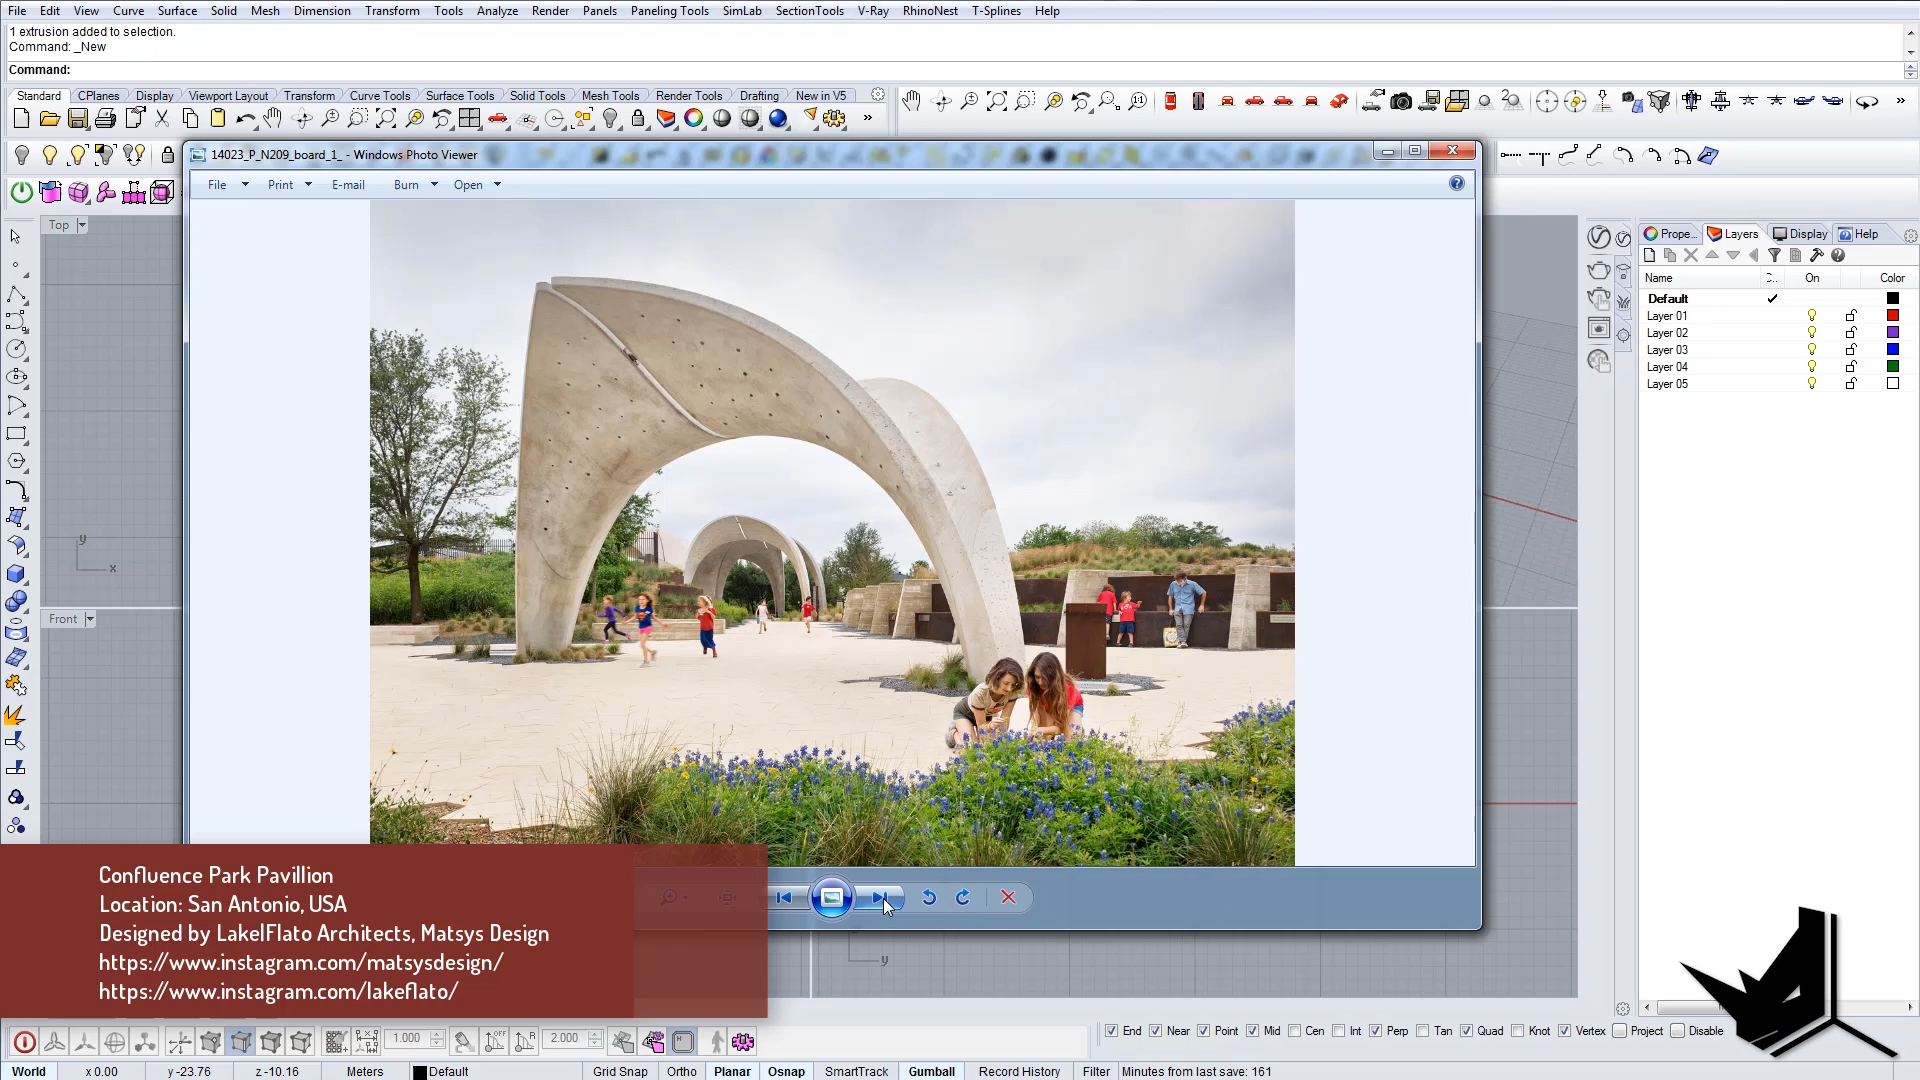 File Edit View Curve Surface Solid Mesh Dimension Transform Tools Analyze Render Panels Paneling Tools SimLab SectionTools V-Ray RhinoNest T-Splines Help
1 extrusion added to selection.
Command: _New
Command:
Standard CPlanes Display Viewport Layout Transform Curve Tools Surface Tools Solid Tools Mesh Tools Render Tools Drafting New in V5
14023_P_N209_board_1_ - Windows Photo Viewer
File Print E-mail Burn Open
Top
Prope... Layers Display Help
Name C... On Color
Default
Layer 01
Layer 02
Layer 03
Layer 04
Layer 05
y
x
Front
Confluence Park Pavillion
Location: San Antonio, USA
Designed by Lake|Flato Architects, Matsys Design
https://www.instagram.com/matsysdesign/
https://www.instagram.com/lakeflato/
y
1.000 2.000
End Near Point Mid Cen Int Perp Tan Quad Knot Vertex Project Disable
World x 0.00 y -23.76 z -10.16 Meters Default Grid Snap Ortho Planar Osnap SmartTrack Gumball Record History Filter Minutes from last save: 161